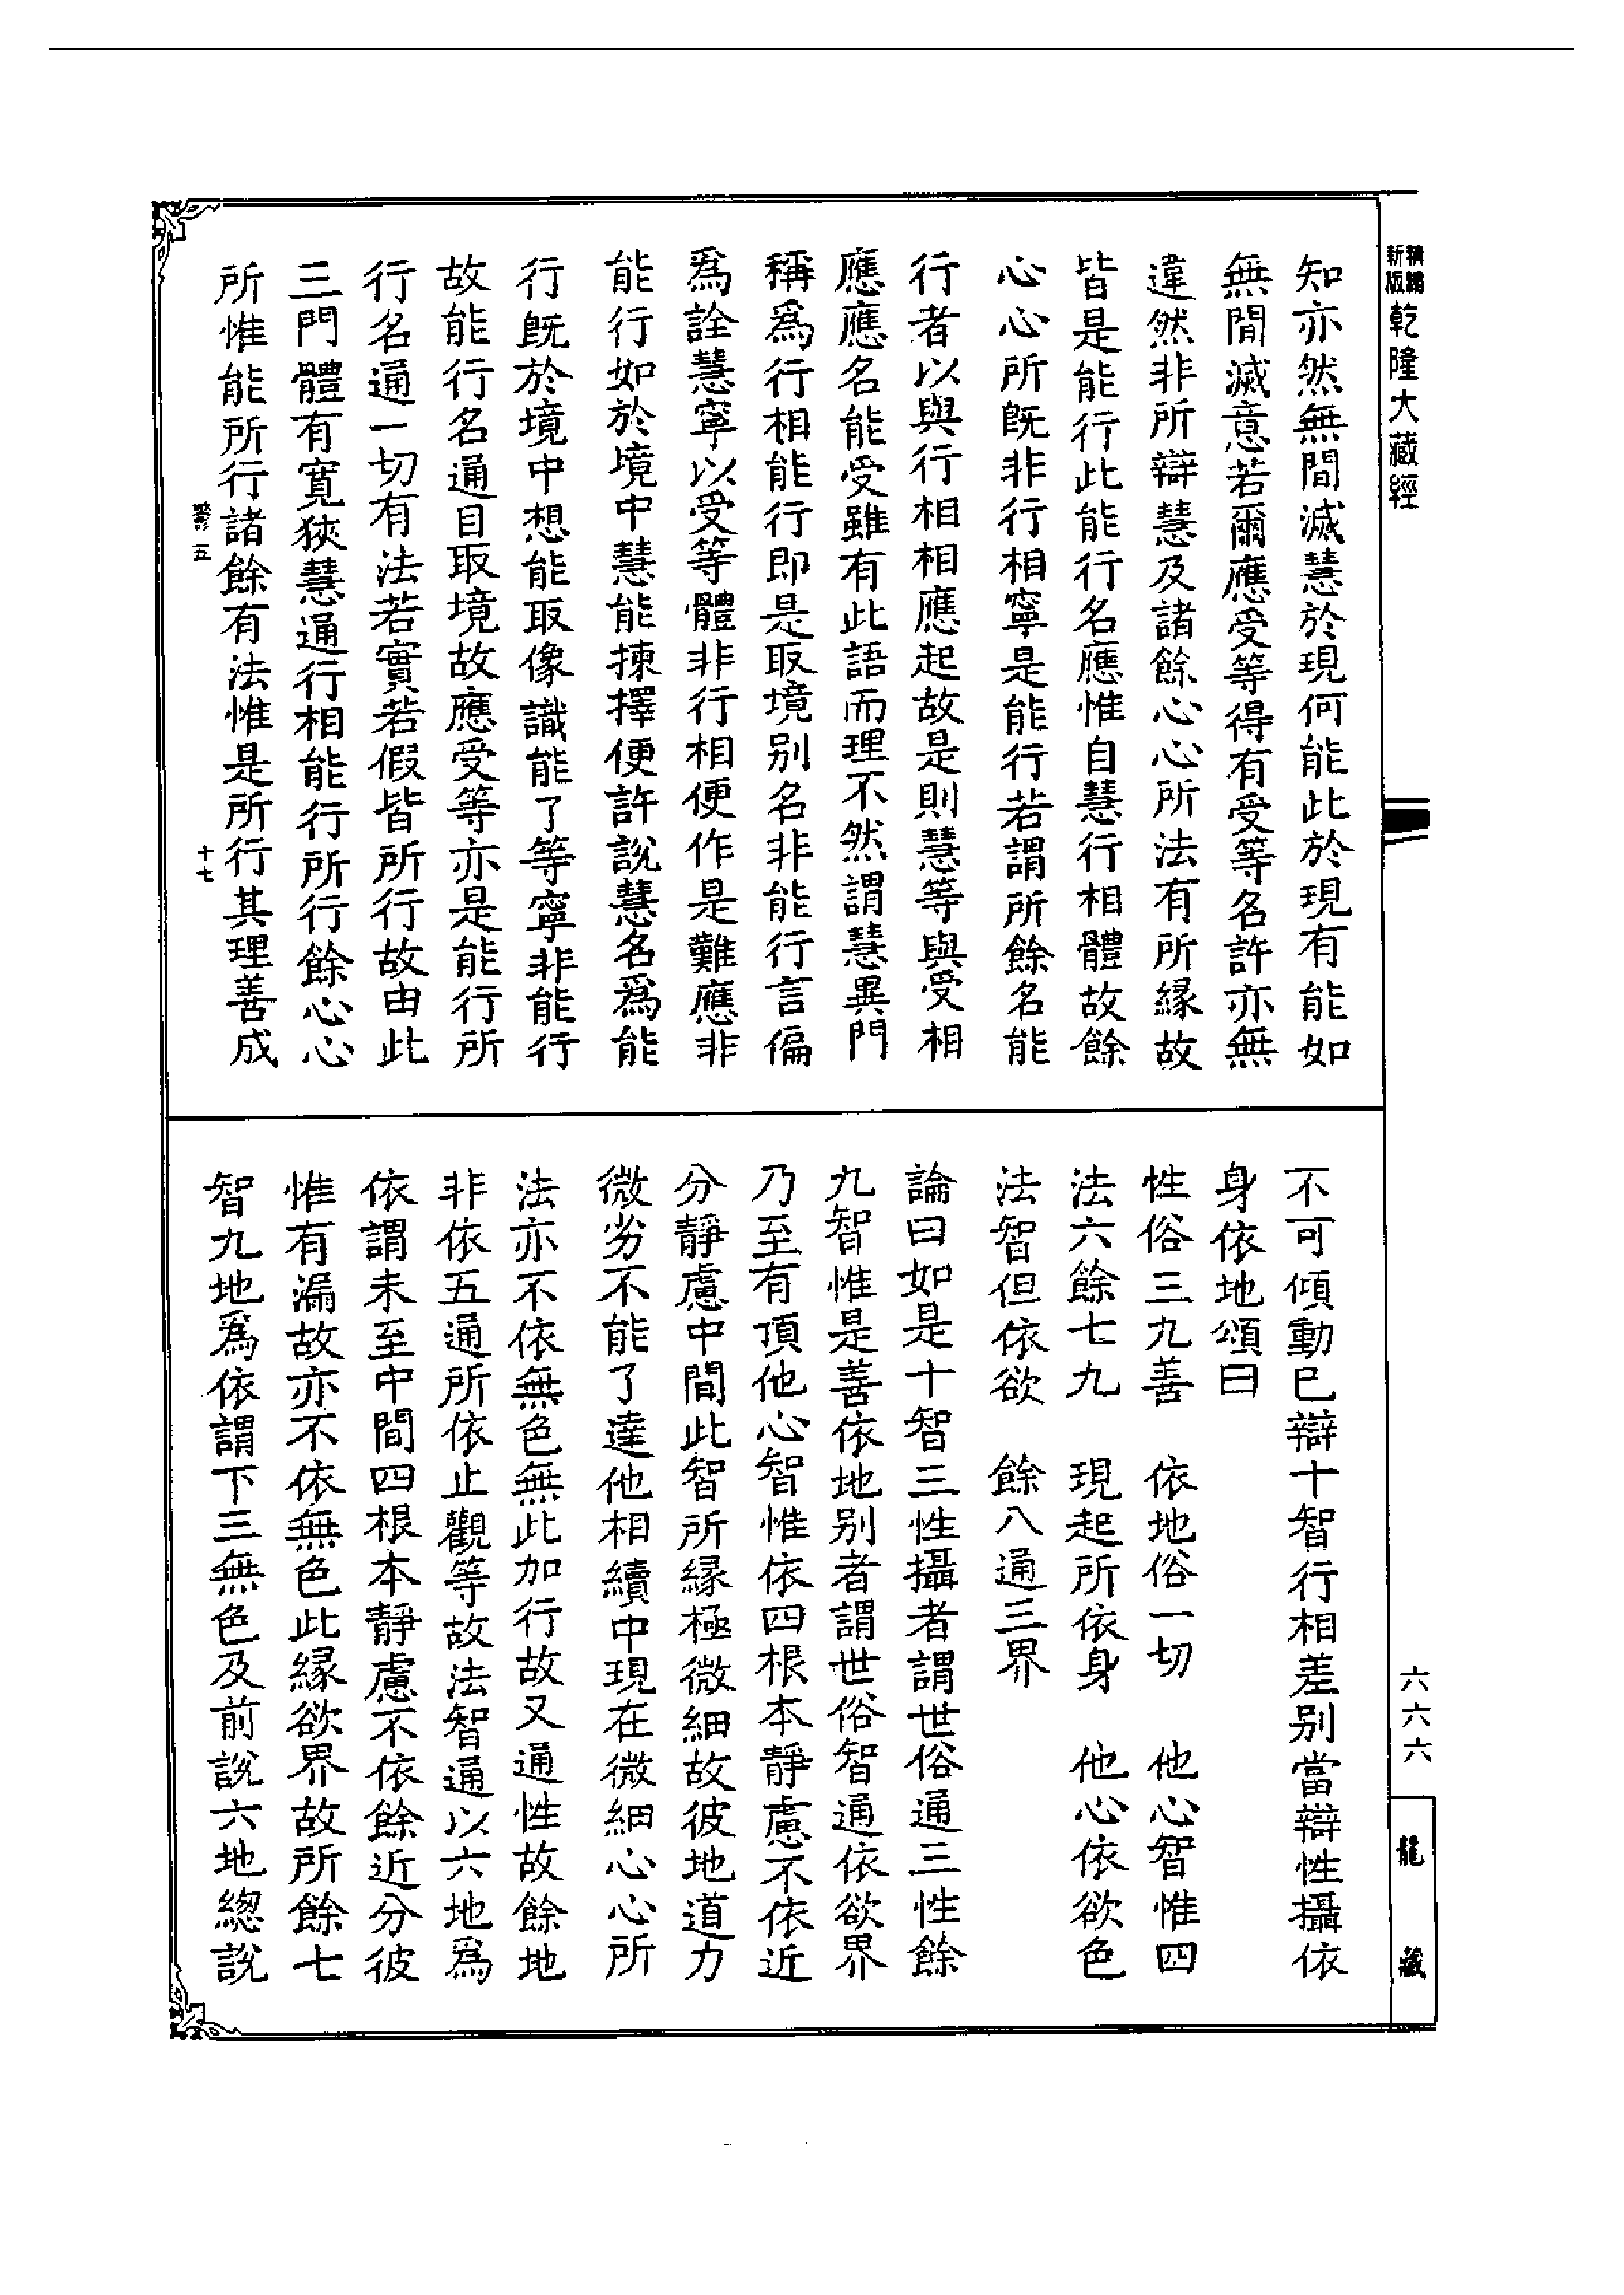 新版 精編 乾隆大藏經
知亦然無間滅慧於現何能此於現有能如
無間滅意若爾應受等得有受等名許亦無
違然非所辯慧及諸餘心心所法有所縁故
皆是能行此能行名應惟自慧行相體故餘
心心所旣非行相寧是能行若謂所餘名能
行者以與行相相應起故是則慧等與受相
應應名能受雖有此語而理不然謂慧異門
稱爲行相能行即是取境别名非能行言偏
爲詮慧寧以受等體非行相便作是難應非
能行如於境中慧能揀擇便許說慧名爲能
行旣於境中想能取像識能了等寧非能行
故能行名通目取境故應受等亦是能行所
行名通一切有法若實若假皆所行故由此
三門體有寬狹慧通行相能行所行餘心心
所惟能所行諸餘有法惟是所行其理善成
五
十七
不可傾動巳辯十智行相差别當辯性攝依
身依地頌曰
性俗三九善 依地俗一切 他心智惟四
法六餘七九 現起所依身 他心依欲色
法智但依欲 餘八通三界
論曰如是十智三性攝者謂世俗通三性餘
九智惟是善依地别者謂世俗智通依欲界
乃至有頂他心智惟依四根本靜慮不依近
分靜慮中間此智所縁極微細故彼地道力
微劣不能了達他相續中現在微細心心所
法亦不依無色無此加行故又通性故餘地
非依五通所依止觀等故法智通以六地爲
依謂未至中間四根本靜慮不依餘近分彼
惟有漏故亦不依無色此縁欲界故所餘七
智九地爲依謂下三無色及前說六地總說
六六六
龍藏